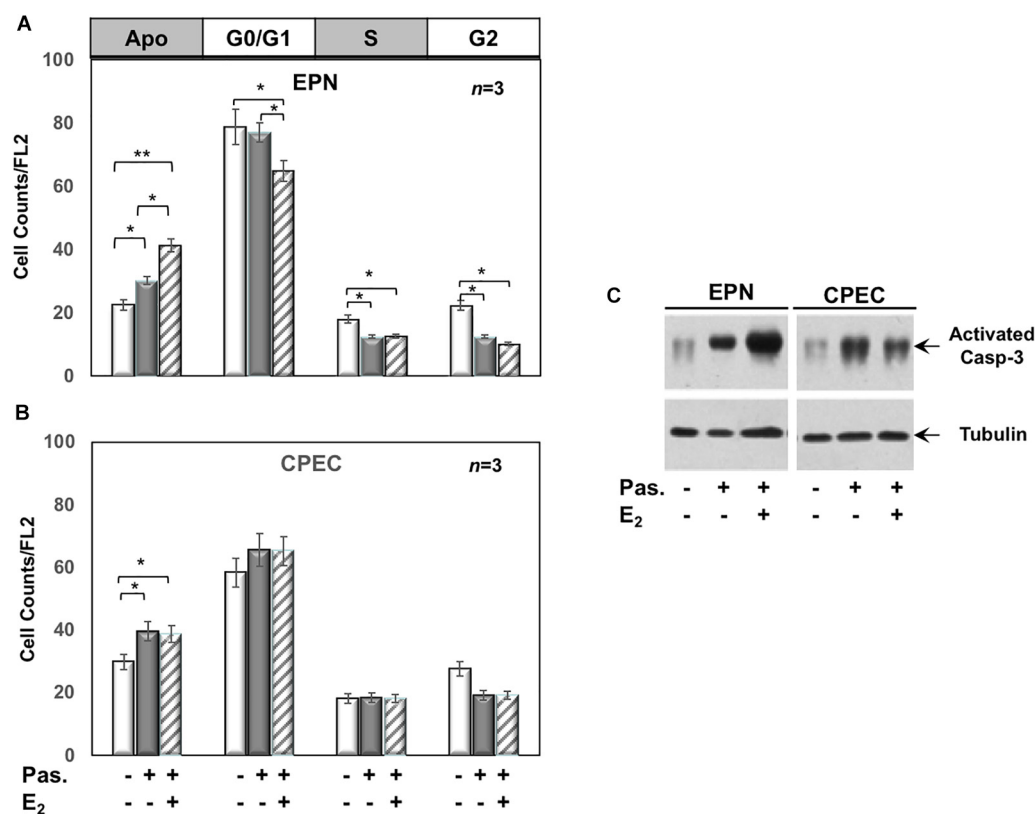 A
Apo G0/G1 S G2
EPN
n=3
Cell Counts/FL2
100
80
60
40
20
0
** * *
* *
* *
* *
B
CPEC
n=3
Cell Counts/FL2
100
80
60
40
20
0
*
*
Pas. - + + - + + - + + - + +
E2 - - + - - + - - + - - +
C
EPN CPEC
Activated
Casp-3
Tubulin
Pas. - + + - + +
E2 - - + - - +